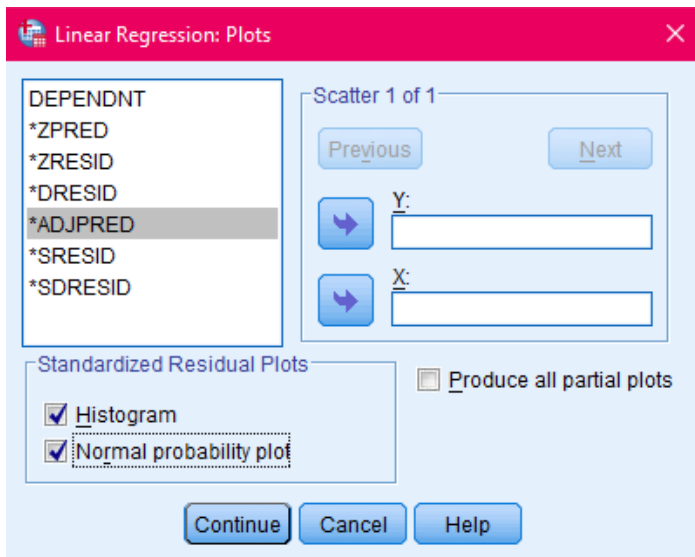 Linear Regression: Plots
DEPENDNT
*ZPRED
*ZRESID
*DRESID
*ADJPRED
*SRESID
*SDRESID
Scatter 1 of 1
Previous
Next
Y:
X:
Standardized Residual Plots
Histogram
Normal probability plot
Produce all partial plots
Continue
Cancel
Help